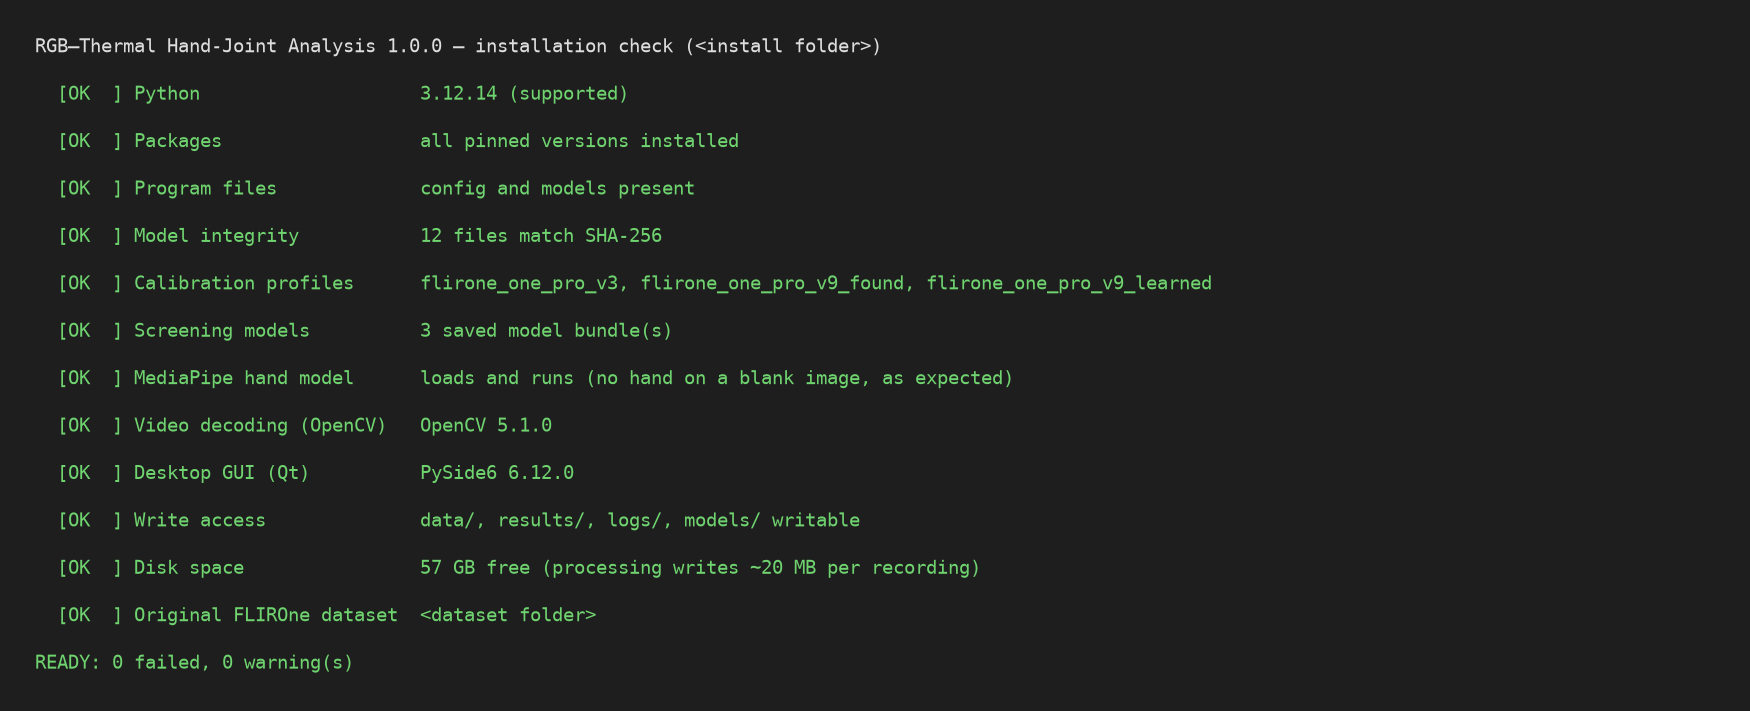 RGB–Thermal Hand-Joint Analysis 1.0.0 — installation check (<install folder>)
[OK  ] Python                    3.12.14 (supported)
[OK  ] Packages                  all pinned versions installed
[OK  ] Program files             config and models present
[OK  ] Model integrity           12 files match SHA-256
[OK  ] Calibration profiles      flirone_one_pro_v3, flirone_one_pro_v9_found, flirone_one_pro_v9_learned
[OK  ] Screening models          3 saved model bundle(s)
[OK  ] MediaPipe hand model      loads and runs (no hand on a blank image, as expected)
[OK  ] Video decoding (OpenCV)   OpenCV 5.1.0
[OK  ] Desktop GUI (Qt)          PySide6 6.12.0
[OK  ] Write access              data/, results/, logs/, models/ writable
[OK  ] Disk space                57 GB free (processing writes ~20 MB per recording)
[OK  ] Original FLIROne dataset  <dataset folder>
READY: 0 failed, 0 warning(s)